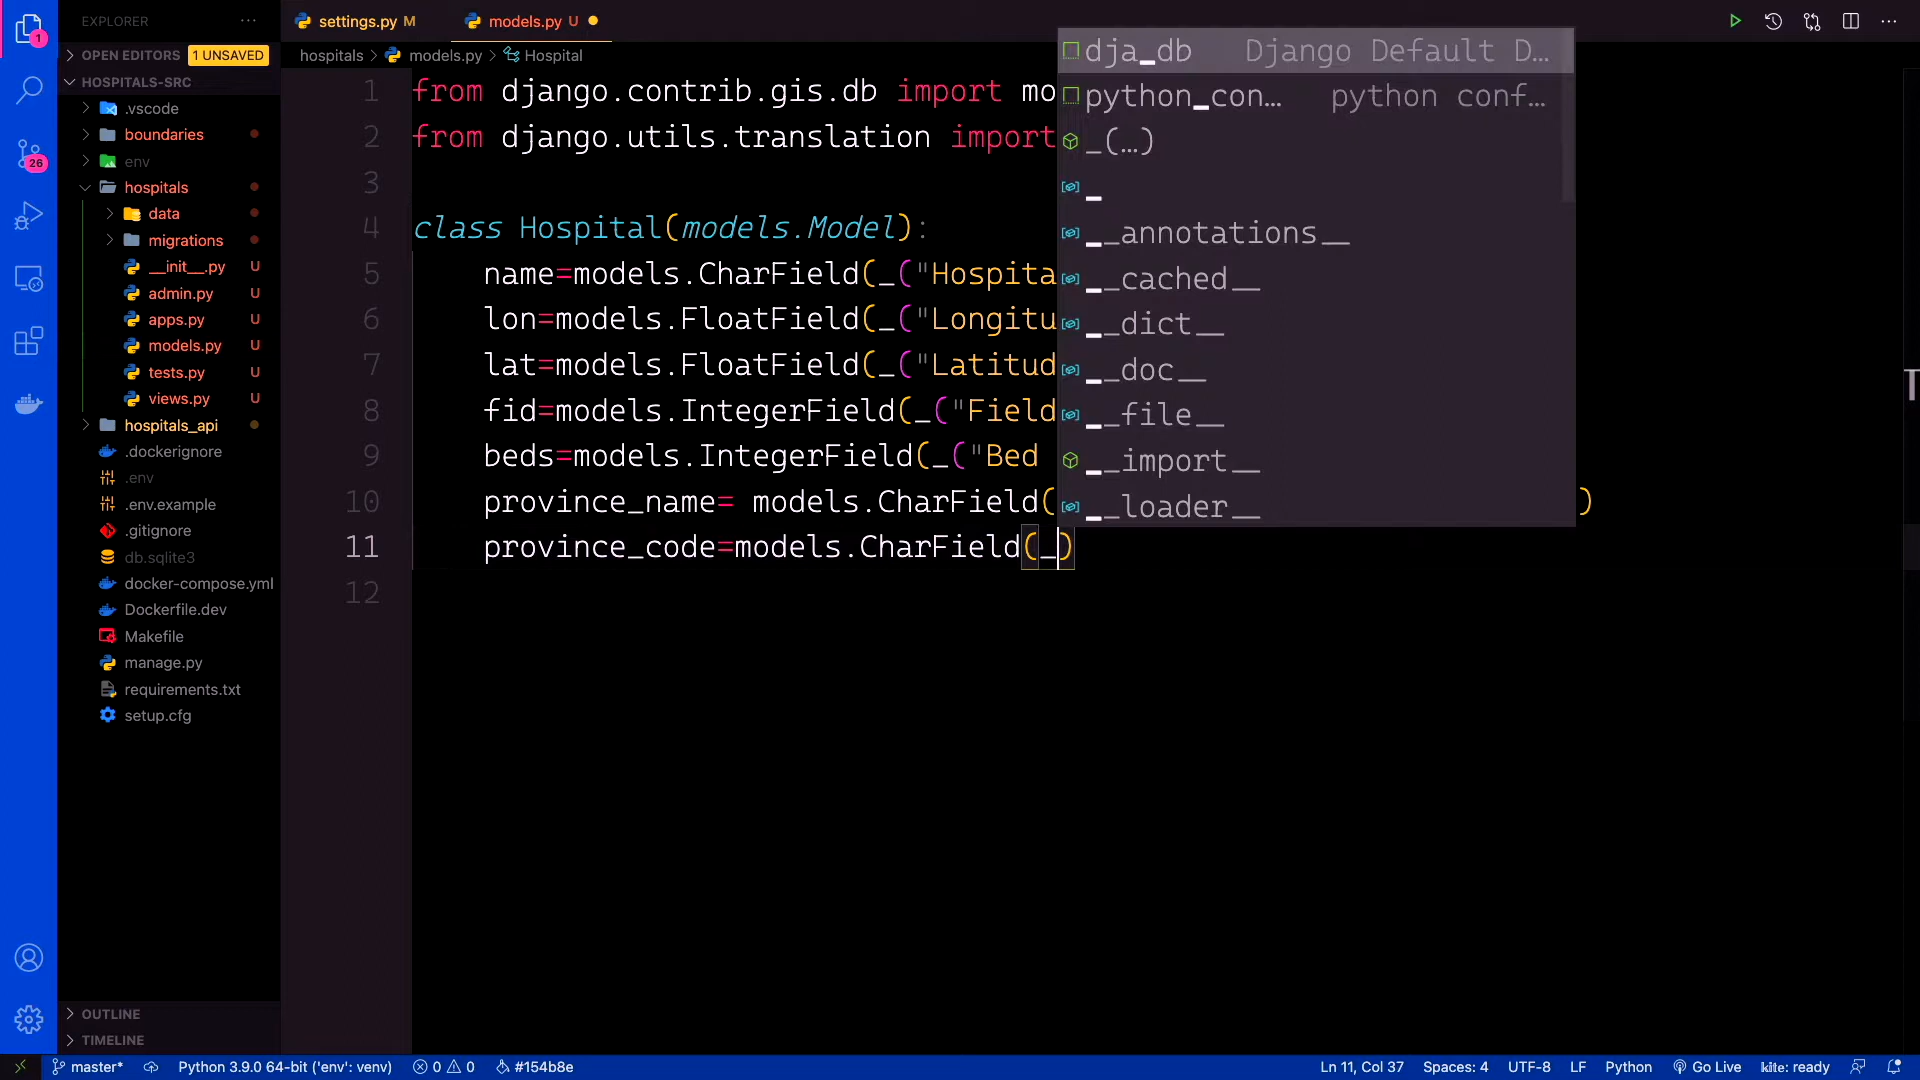 EXPLORER
OPEN EDITORS 1 UNSAVED
HOSPITALS-SRC
.vscode
boundaries
env
hospitals
data
migrations
__init__.py U
admin.py U
apps.py U
models.py U
tests.py U
views.py U
hospitals_api
.dockerignore
.env
.env.example
.gitignore
db.sqlite3
docker-compose.yml
Dockerfile.dev
Makefile
manage.py
requirements.txt
setup.cfg
OUTLINE
TIMELINE
1
26
settings.py M
models.py U
hospitals > models.py > Hospital
1 from django.contrib.gis.db import mo
2 from django.utils.translation import
3
4 class Hospital(models.Model):
5 name=models.CharField(_("Hospita
6 lon=models.FloatField(_("Longitu
7 lat=models.FloatField(_("Latitud
8 fid=models.IntegerField(_("Field
9 beds=models.IntegerField(_("Bed
10 province_name= models.CharField( )
11 province_code=models.CharField(_)
12
dja_db Django Default D…
python_con… python conf…
_(…)
_
__annotations__
__cached__
__dict__
__doc__
__file__
__import__
__loader__
T
master* Python 3.9.0 64-bit ('env': venv) 0 0 #154b8e Ln 11, Col 37 Spaces: 4 UTF-8 LF Python Go Live kite: ready